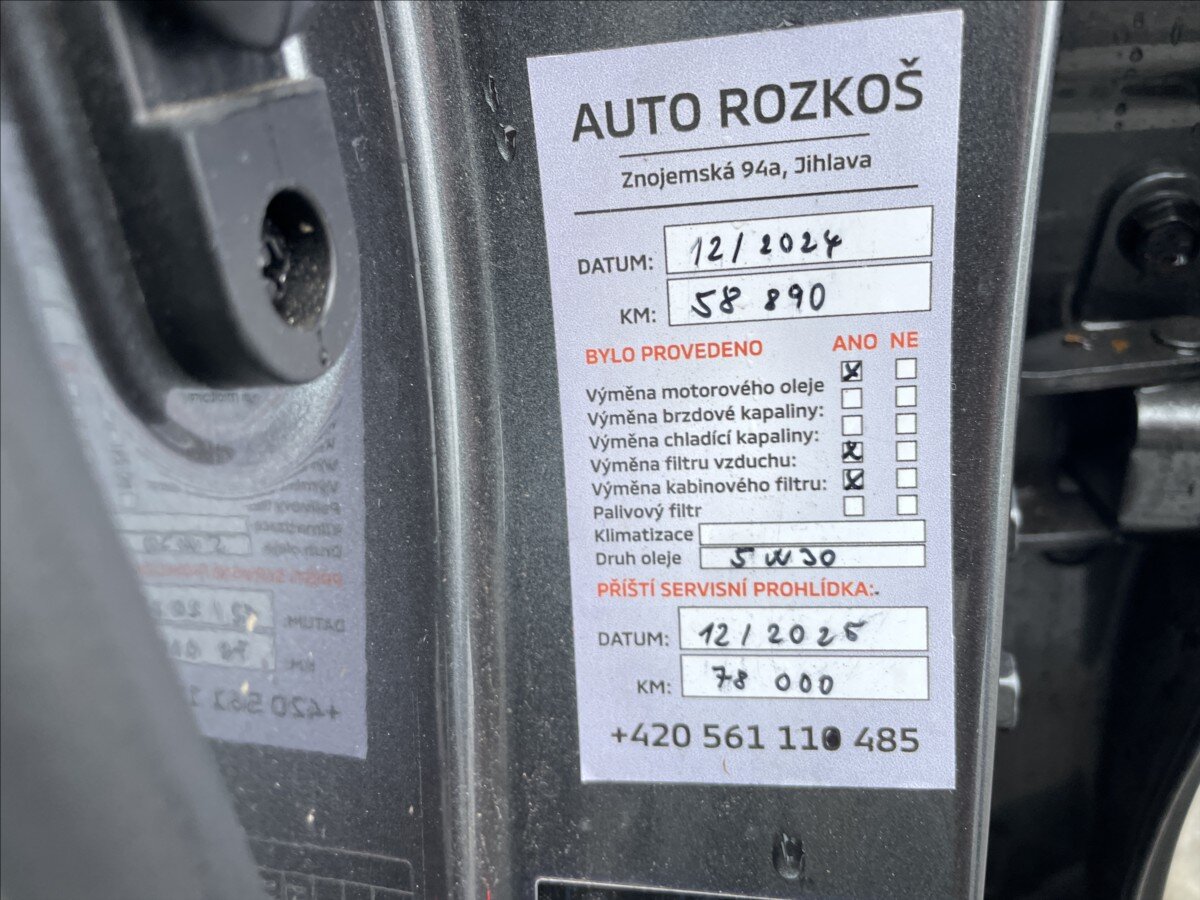 AUTO ROZKOŠ
Znojemská 94a, Jihlava
DATUM: 12/2024
KM: 58 890
BYLO PROVEDENO ANO NE
Výměna motorového oleje
Výměna brzdové kapaliny:
Výměna chladící kapaliny:
Výměna filtru vzduchu:
Výměna kabinového filtru:
Palivový filtr
Klimatizace
Druh oleje 5W30
PŘÍŠTÍ SERVISNÍ PROHLÍDKA:
DATUM: 12/2025
KM: 78 000
+420 561 110 485